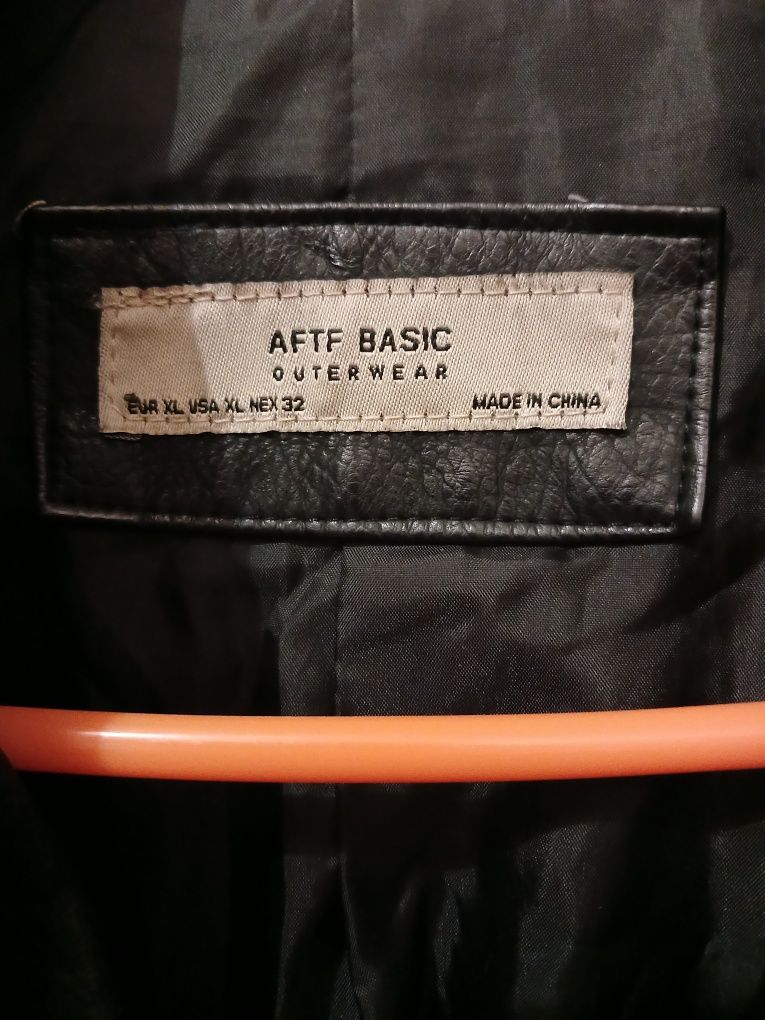 AFTF BASIC
OUTERWEAR
EUR XL USA XL MEX 32 MADE IN CHINA